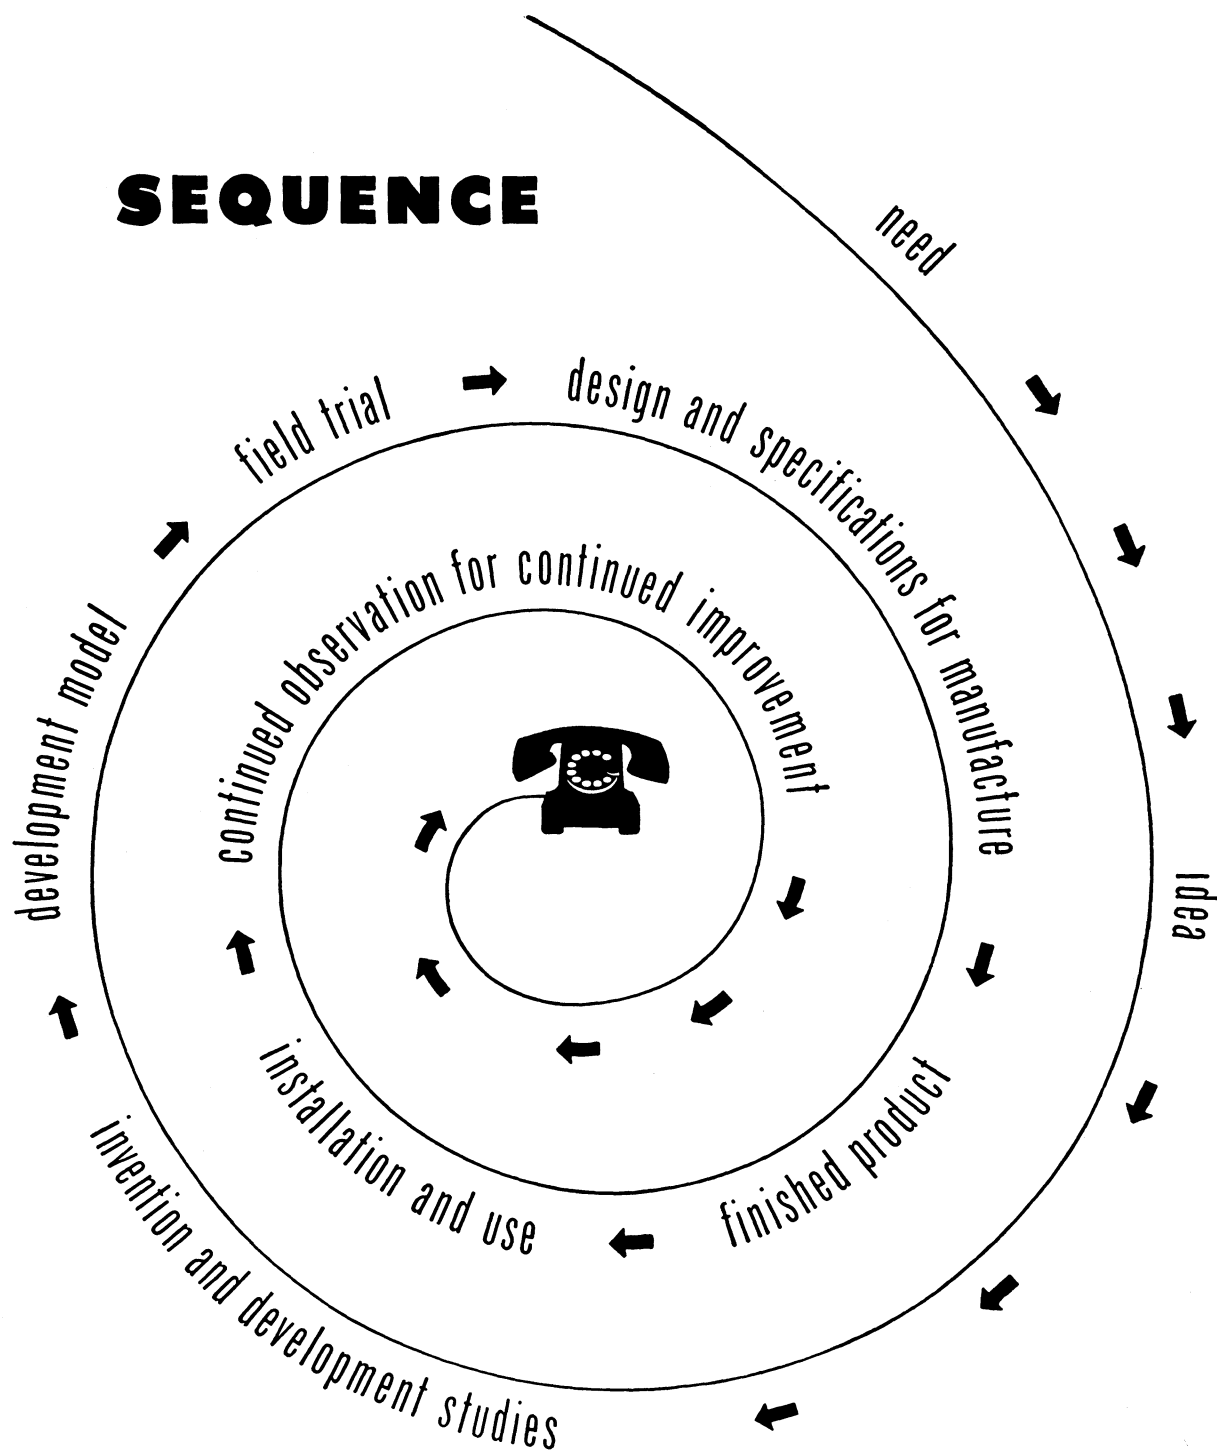 SEQUENCE
need
idea
invention and development studies
development model
field trial
design and specifications for manufacture
finished product
installation and use
continued observation for continued improvement